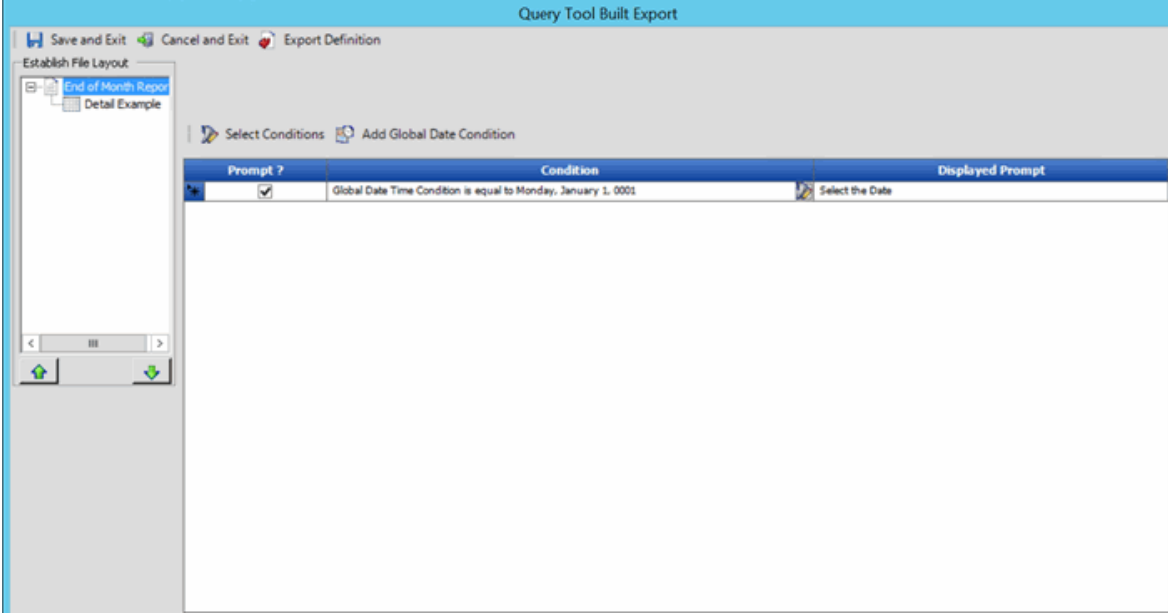 Query Tool Built Export
Save and Exit Cancel and Exit Export Definition
Establish File Layout
End of Month Repor
Detail Example
Select Conditions Add Global Date Condition
Prompt ? Condition Displayed Prompt
Global Date Time Condition is equal to Monday, January 1, 0001 Select the Date